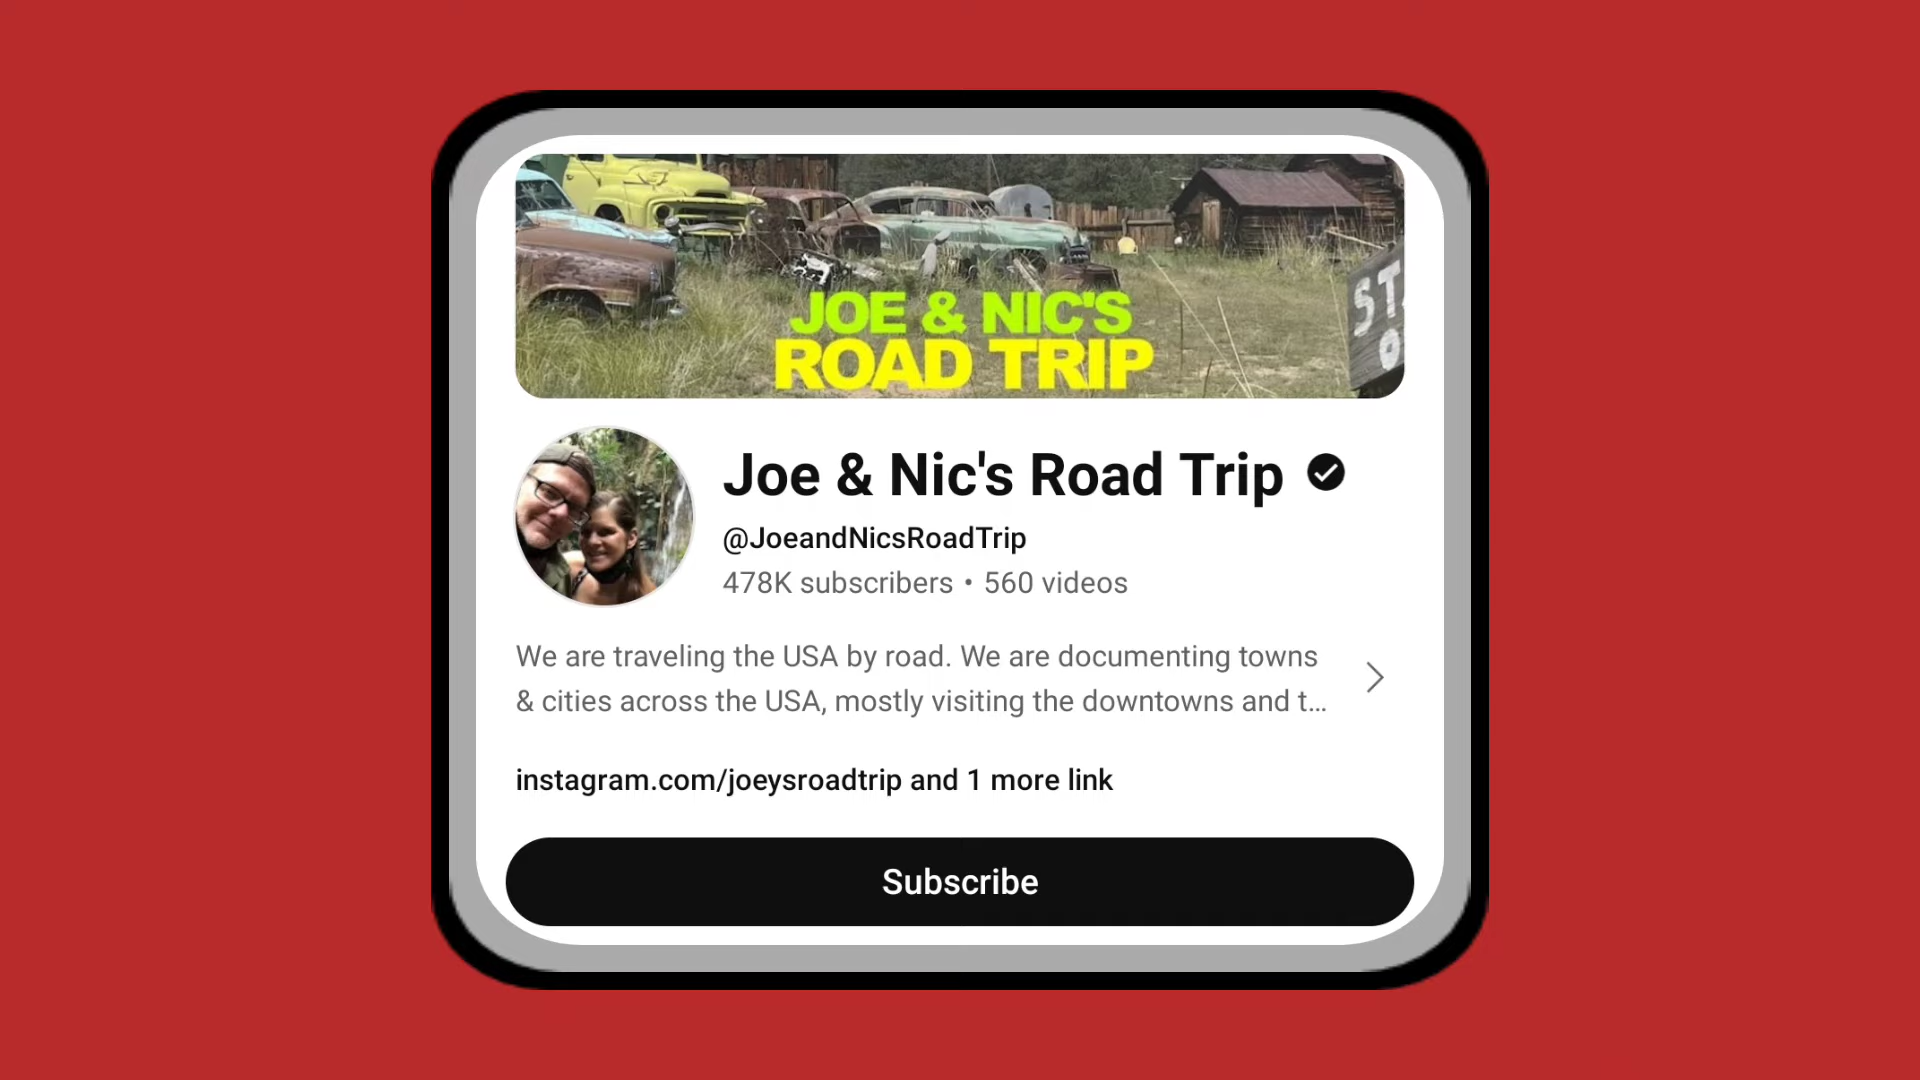 JOE & NIC'S
ROAD TRIP
ST
O
Joe & Nic's Road Trip
@JoeandNicsRoadTrip
478K subscribers • 560 videos
We are traveling the USA by road. We are documenting towns
& cities across the USA, mostly visiting the downtowns and t...
instagram.com/joeysroadtrip and 1 more link
Subscribe